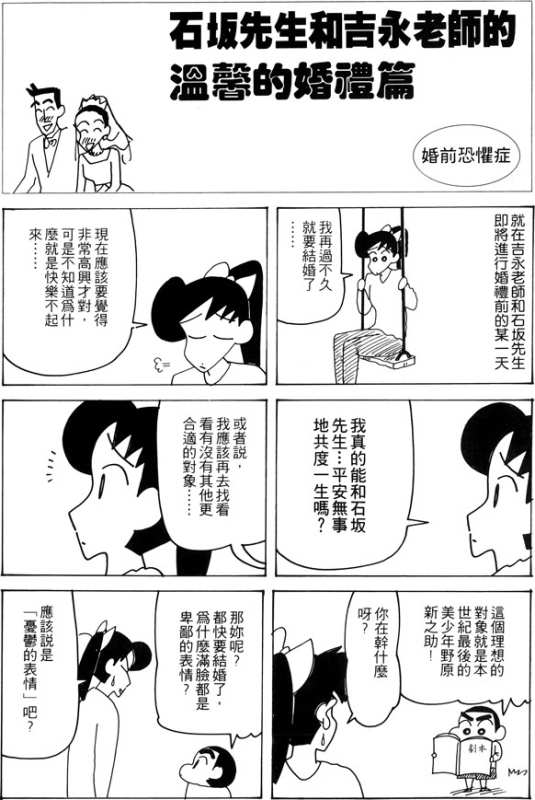 石坂先生和吉永老師的
溫馨的婚禮篇
婚前恐懼症
就在吉永老師和石坂先生
即將進行婚禮前的某一天
我再過不久
就要結婚了
……
現在應該要覺得
非常高興才對，
可是不知道爲什
麼就是快樂不起
來……
我真的能和石坂
先生…平安無事
地共度一生嗎？
或者說，
我應該再去找看
看有沒有其他更
合適的對象……
這個理想的
對象就是本
世紀最後的
美少年野原
新之助！
劇本
你在幹什麼
呀？
那妳呢？
都快要結婚了，
爲什麼滿臉都是
卑鄙的表情？
應該說是
「憂鬱的表情」吧？